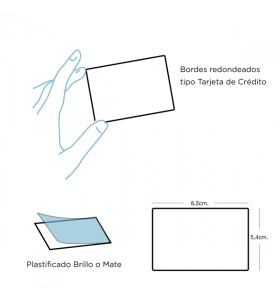 Bordes redondeados
tipo Tarjeta de Crédito
8,5cm.
5,4cm.
Plastificado Brillo o Mate